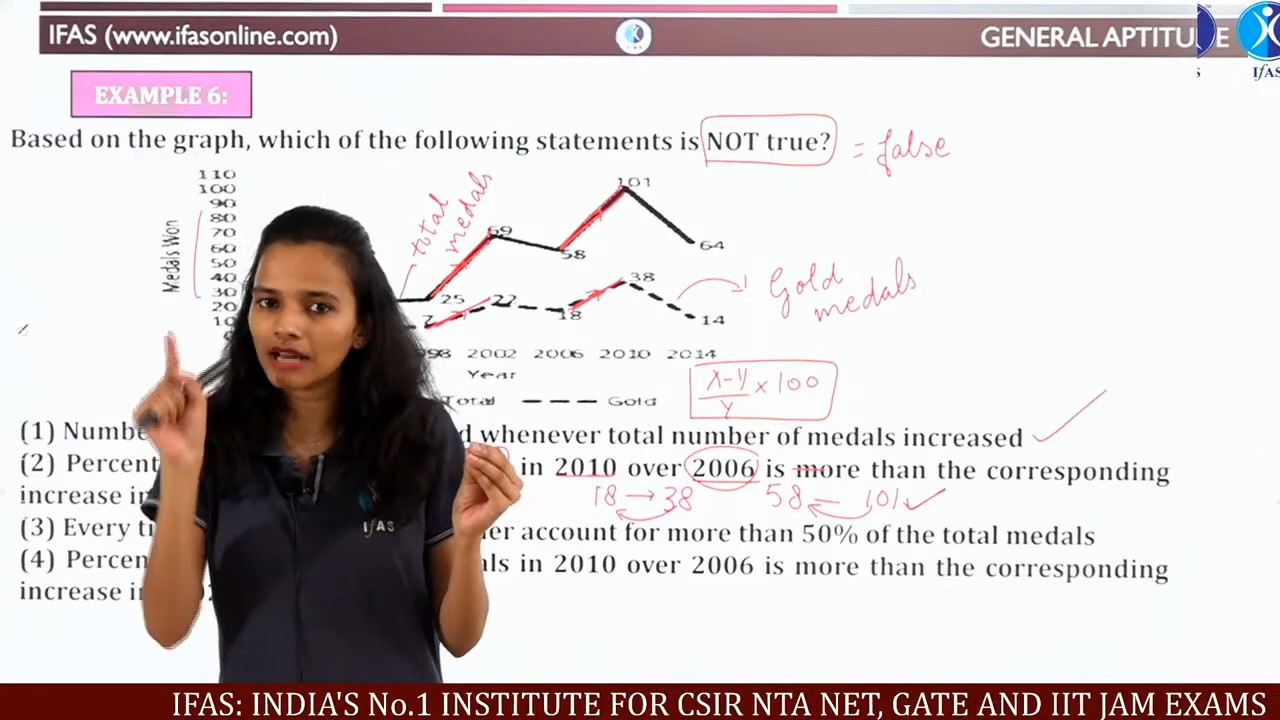 IFAS (www.ifasonline.com)
GENERAL APTITU E
IfAS
EXAMPLE 6:
Based on the graph, which of the following statements is NOT true? = false
110
100
90
80
70
60
50
40
30
20
10
Medals Won
total medals
69
58
101
64
25
7
22
18
38
14
Gold medals
2002 2006 2010 2014
Year
Total Gold
x-y/y × 100
(1) whenever total number of medals increased
(2) in 2010 over 2006 is more than the corresponding
18 → 38 58 — 101
increase in
(3) Every account for more than 50% of the total medals
(4) in 2010 over 2006 is more than the corresponding
increase
IfAS
IFAS: INDIA'S No.1 INSTITUTE FOR CSIR NTA NET, GATE AND IIT JAM EXAMS